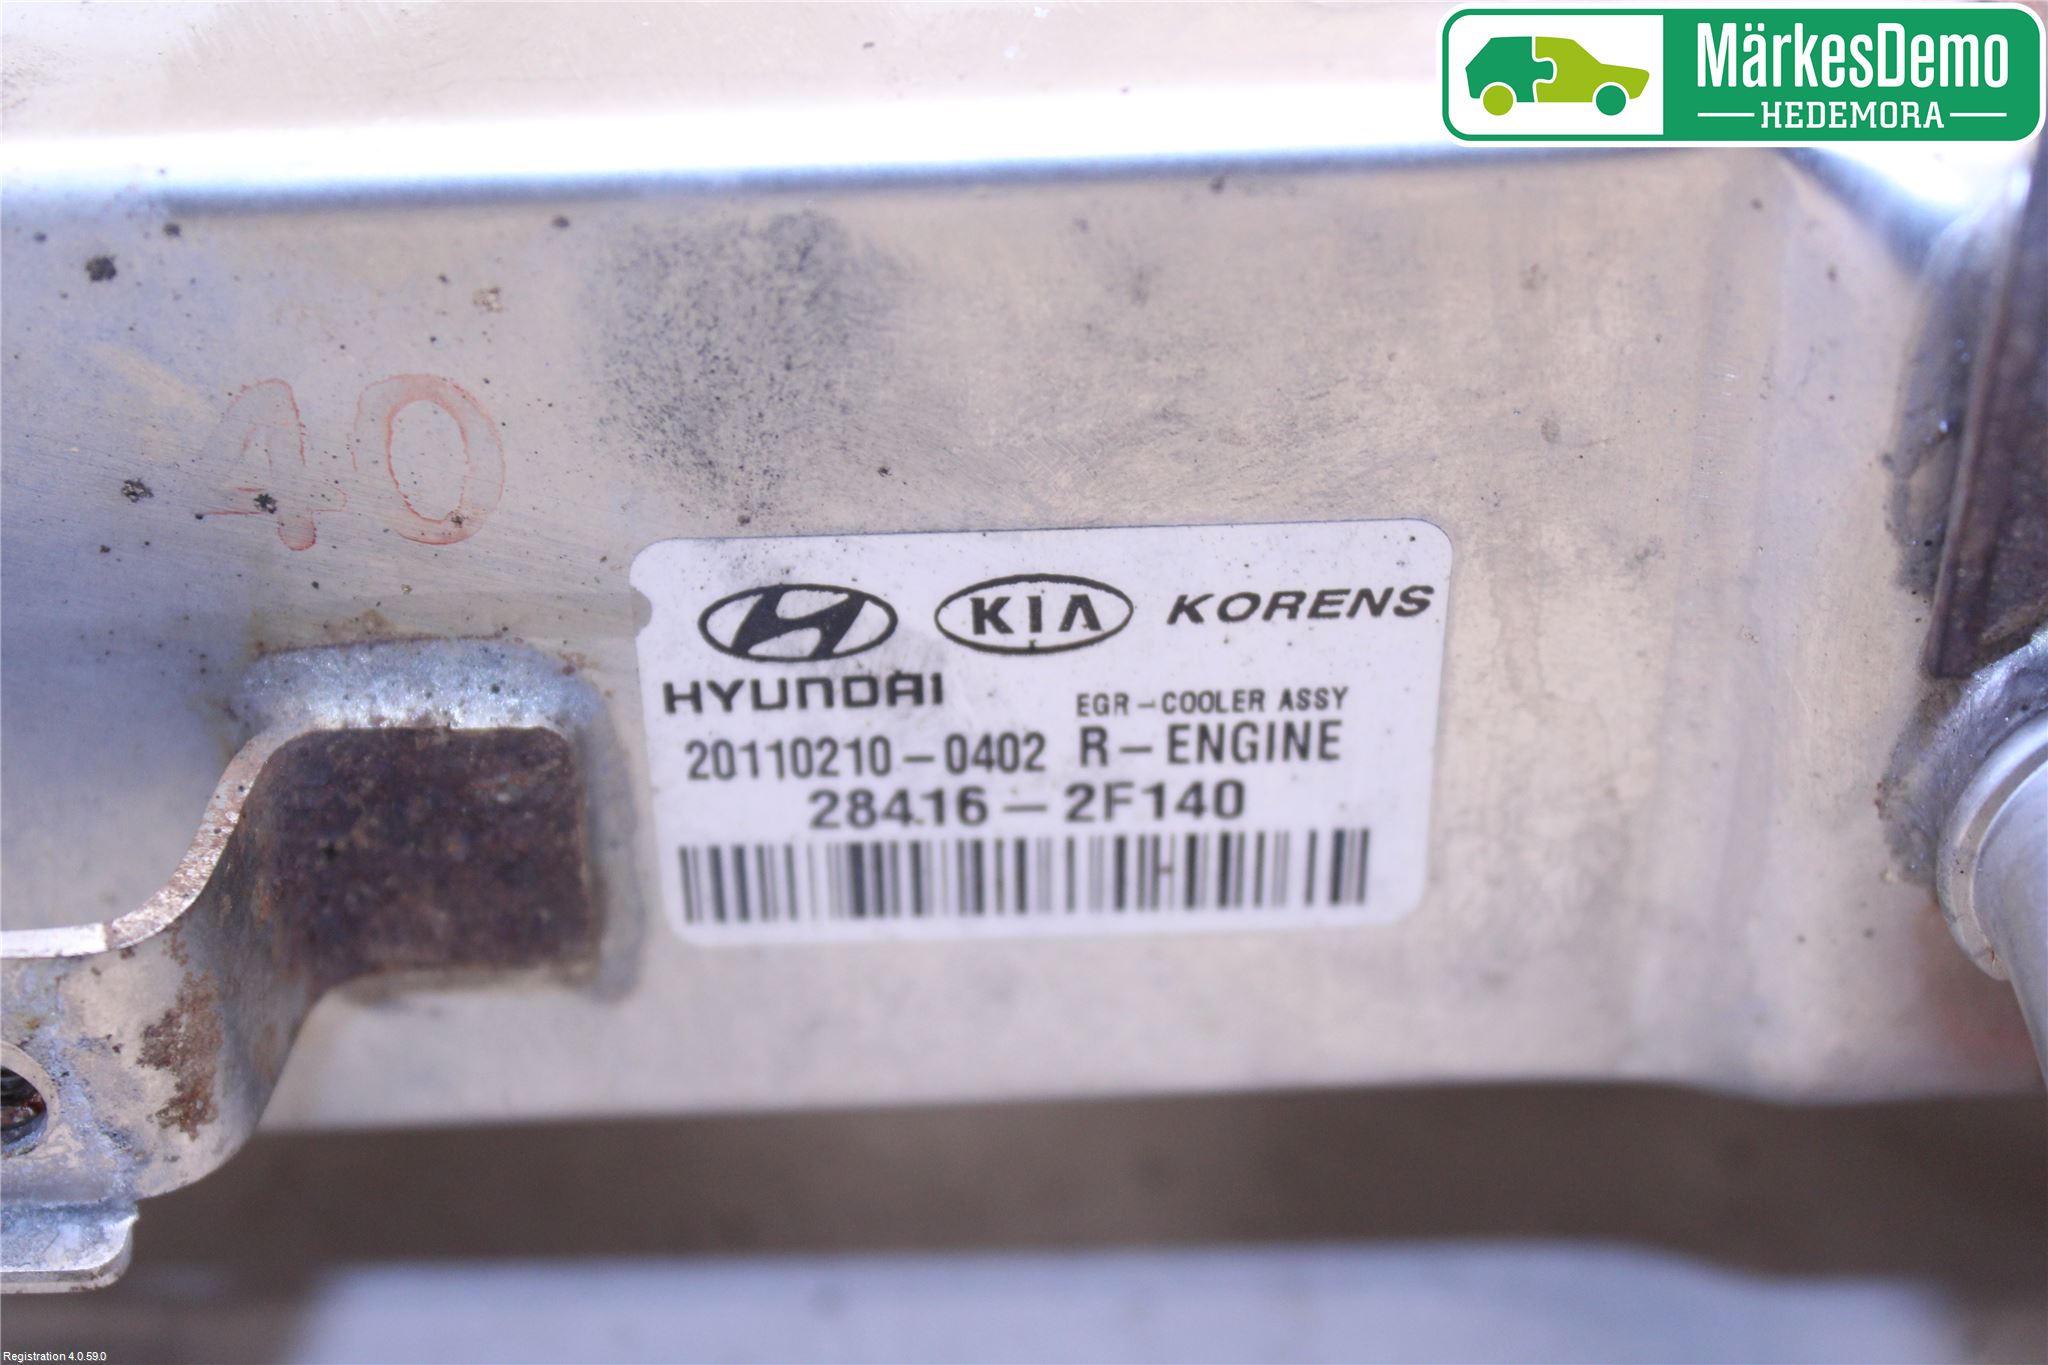 MärkesDemo
HEDEMORA
40
KIA KORENS
HYUNDAI
EGR-COOLER ASSY
20110210-0402 R-ENGINE
28416-2F140
Registration 4.0.59.0